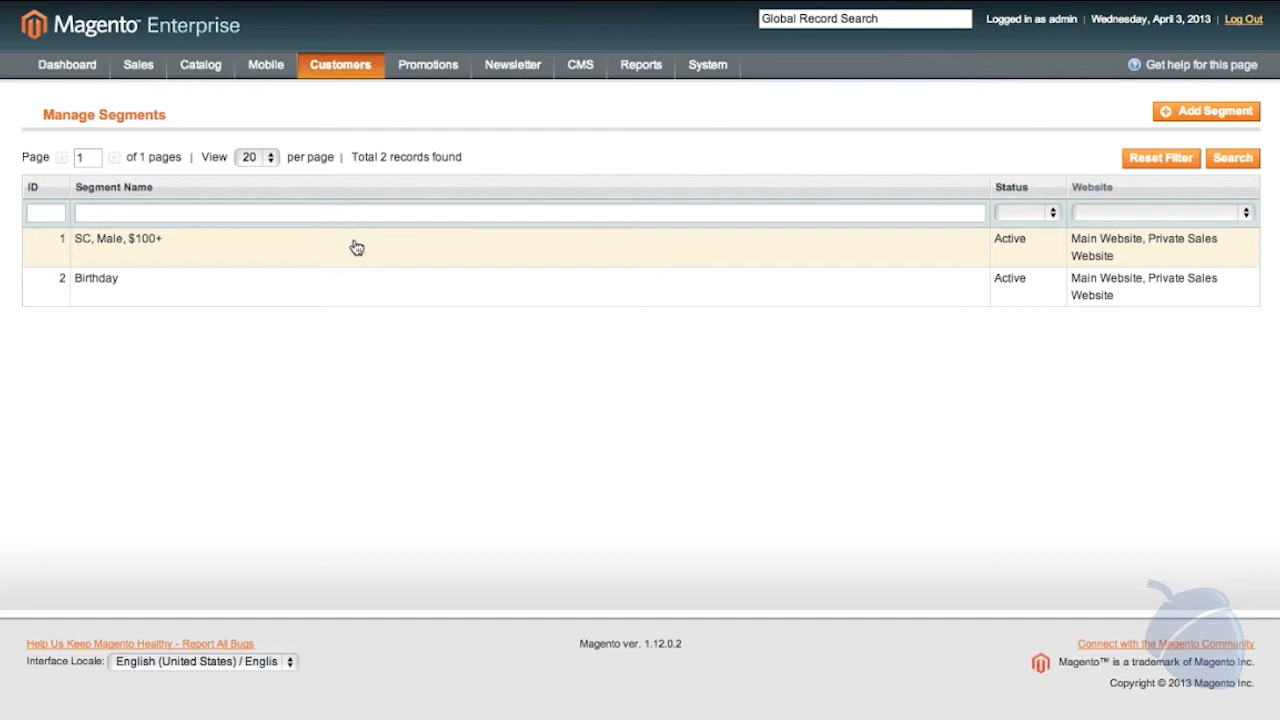 Magento™ Enterprise
Global Record Search
Logged in as admin | Wednesday, April 3, 2013 | Log Out
Dashboard Sales Catalog Mobile Customers Promotions Newsletter CMS Reports System
Get help for this page
Manage Segments
Add Segment
Page 1 of 1 pages | View 20 per page | Total 2 records found
Reset Filter Search
ID Segment Name Status Website
1 SC, Male, $100+ Active Main Website, Private Sales
Website
2 Birthday Active Main Website, Private Sales
Website
Help Us Keep Magento Healthy - Report All Bugs
Magento ver. 1.12.0.2
Connect with the Magento Community
Interface Locale: English (United States) / Englis
Magento™ is a trademark of Magento Inc.
Copyright © 2013 Magento Inc.